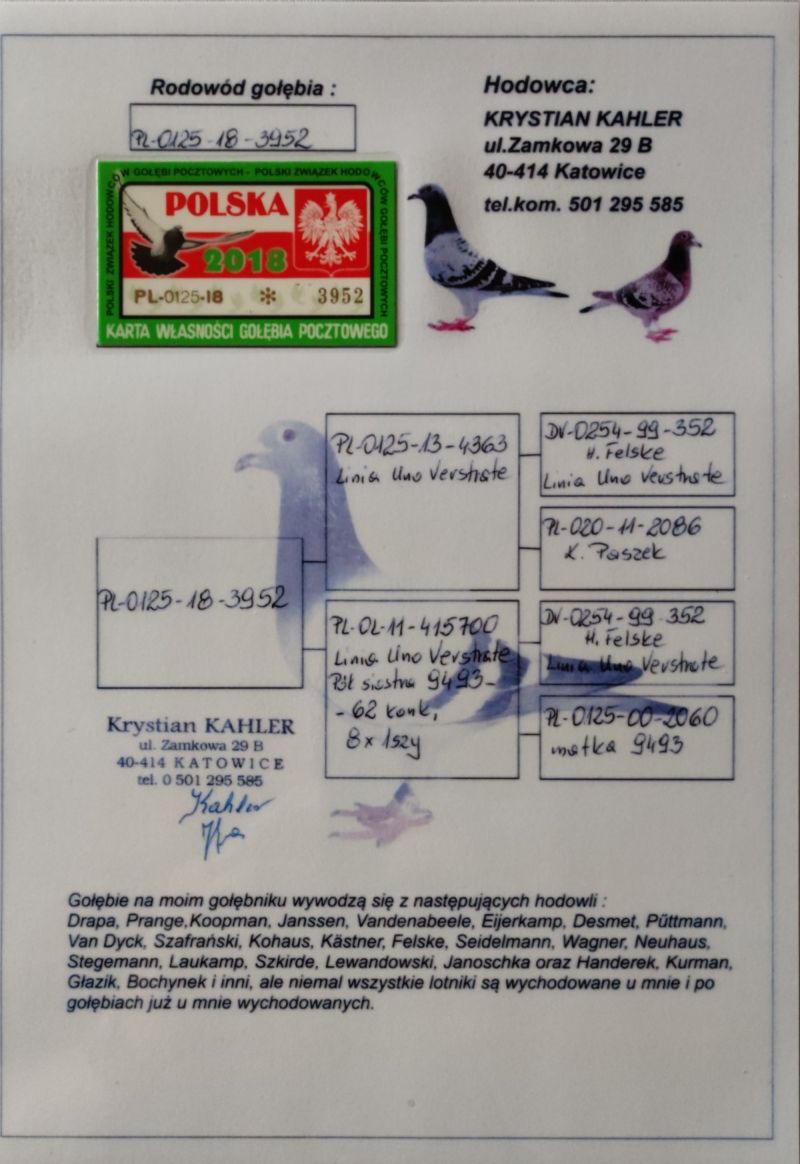 Rodowód gołębia :
PL-0125-18-3952
Hodowca:
KRYSTIAN KAHLER
ul.Zamkowa 29 B
40-414 Katowice
tel.kom. 501 295 585
POLSKI ZWIĄZEK HODOWCÓW GOŁĘBI POCZTOWYCH - POLSKI ZWIĄZEK HODOWCÓW GOŁĘBI POCZTOWYCH
POLSKA
2018
PL-0125-18 * 3952
KARTA WŁASNOŚCI GOŁĘBIA POCZTOWEGO
PL-0125-18-3952
PL-0125-13-4363
Linia Uno Verstrate
DV-0254-99-352
H. Felske
Linia Uno Verstrate
PL-020-11-2086
K. Paszek
PL-OL-11-415700
Linia Uno Verstrate
Pół siostra 9493-
-62 konk,
8x 1szy
DV-0254-99-352
H. Felske
Linia Uno Verstrate
PL-0125-00-2060
matka 9493
Krystian KAHLER
ul. Zamkowa 29 B
40-414 KATOWICE
tel. 0 501 295 585
Kahler
Gołębie na moim gołębniku wywodzą się z następujących hodowli :
Drapa, Prange,Koopman, Janssen, Vandenabeele, Eijerkamp, Desmet, Püttmann,
Van Dyck, Szafrański, Kohaus, Kästner, Felske, Seidelmann, Wagner, Neuhaus,
Stegemann, Laukamp, Szkirde, Lewandowski, Janoschka oraz Handerek, Kurman,
Głazik, Bochynek i inni, ale niemal wszystkie lotniki są wychodowane u mnie i po
gołębiach już u mnie wychodowanych.